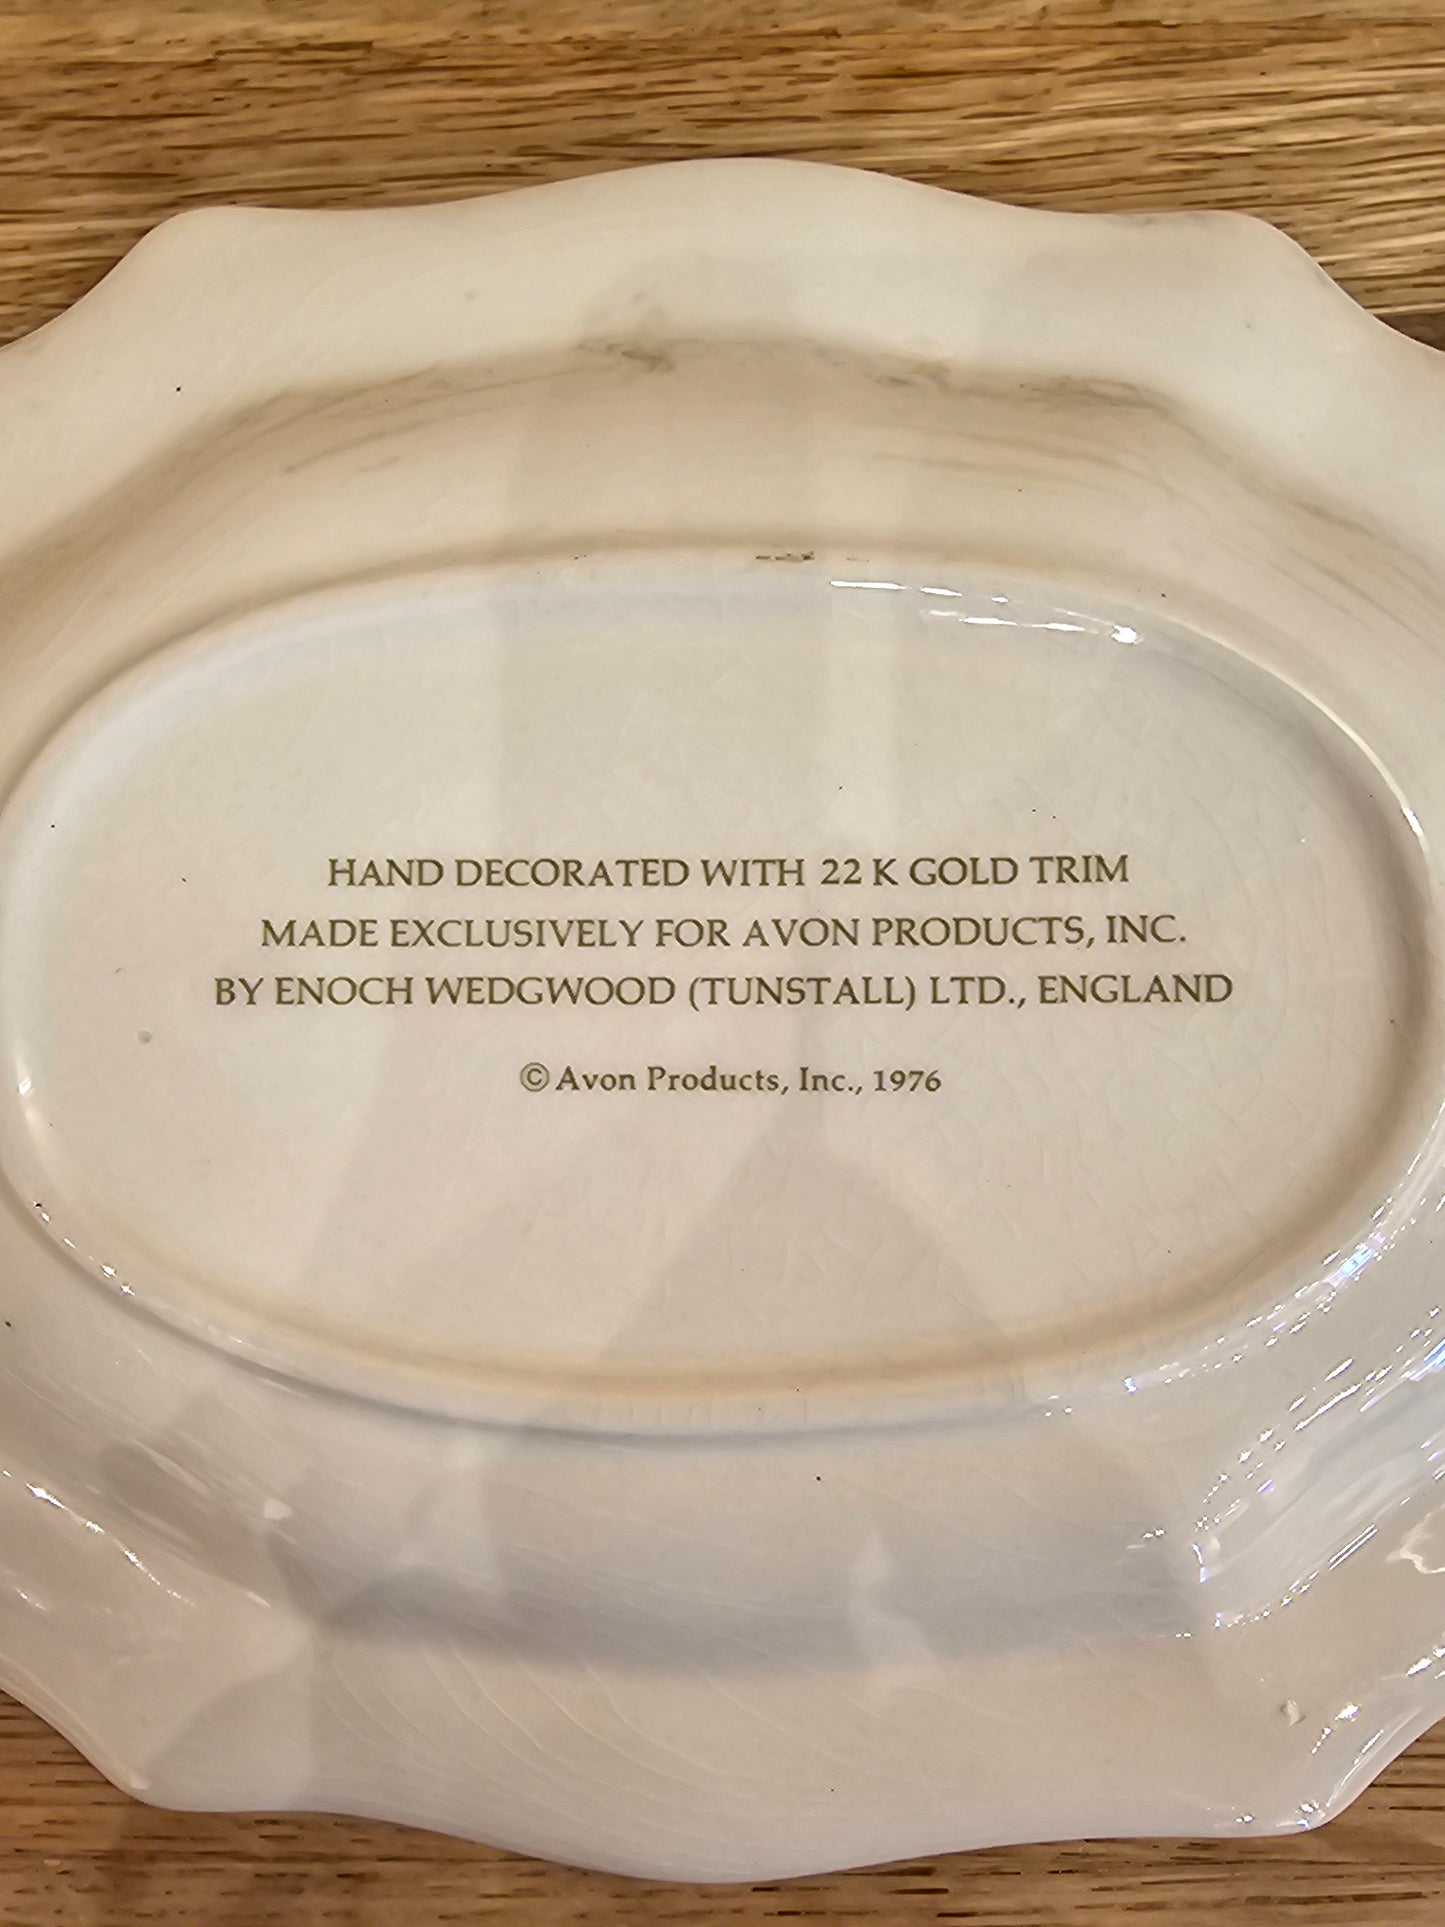 HAND DECORATED WITH 22 K GOLD TRIM
MADE EXCLUSIVELY FOR AVON PRODUCTS, INC.
BY ENOCH WEDGWOOD (TUNSTALL) LTD., ENGLAND
© Avon Products, Inc., 1976